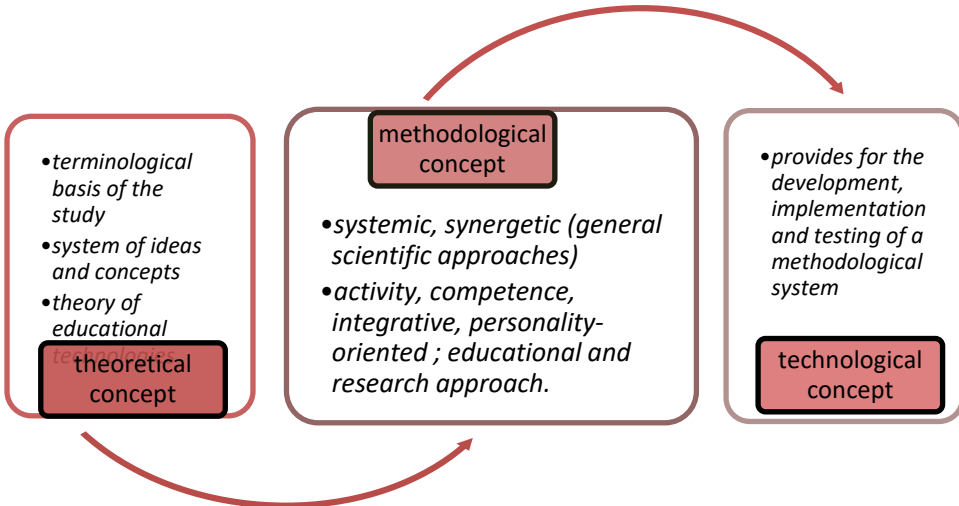 •terminological
basis of the
study
•system of ideas
and concepts
•theory of
educational
technologies
theoretical
concept
methodological
concept
•systemic, synergetic (general
scientific approaches)
•activity, competence,
integrative, personality-
oriented ; educational and
research approach.
•provides for the
development,
implementation
and testing of a
methodological
system
technological
concept